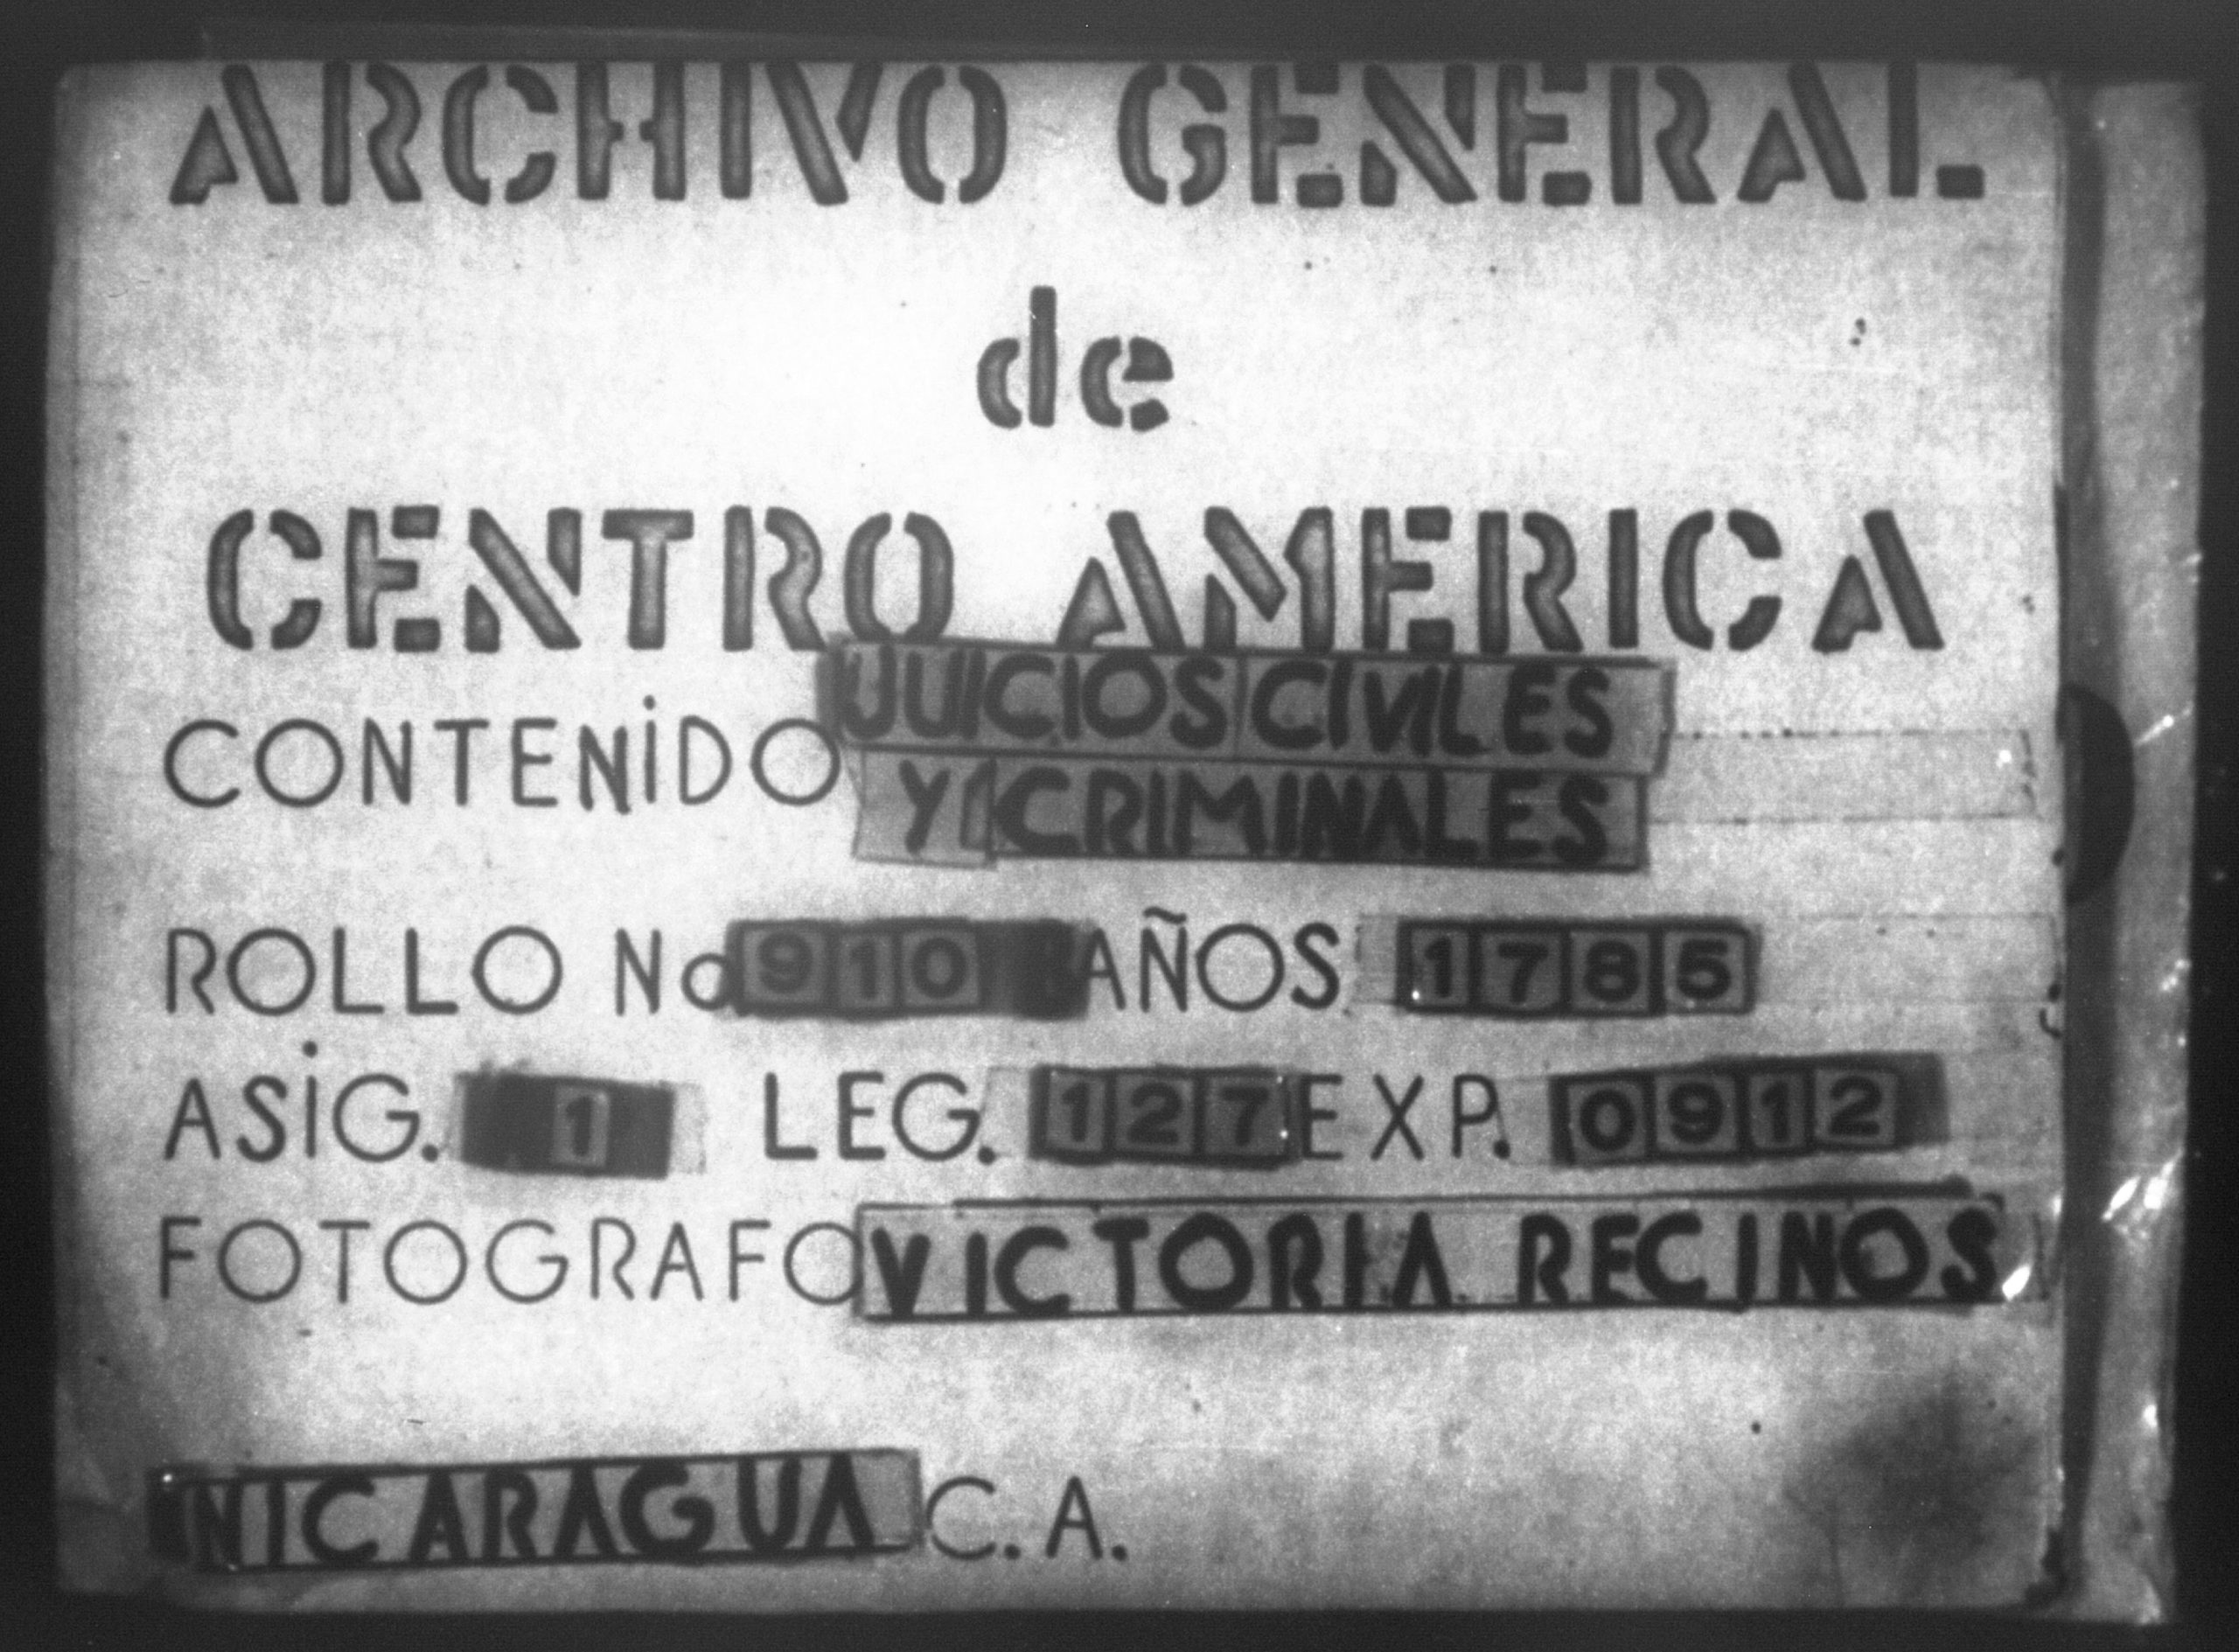 ARCHIVO GENERAL
de
CENTRO AMERICA
CONTENIDO JUICIOS CIVILES
Y CRIMINALES
ROLLO No 910 AÑOS 1785
ASIG. 1 LEG. 127 EXP. 0912
FOTOGRAFO VICTORIA RECINOS
NICARAGUA C.A.